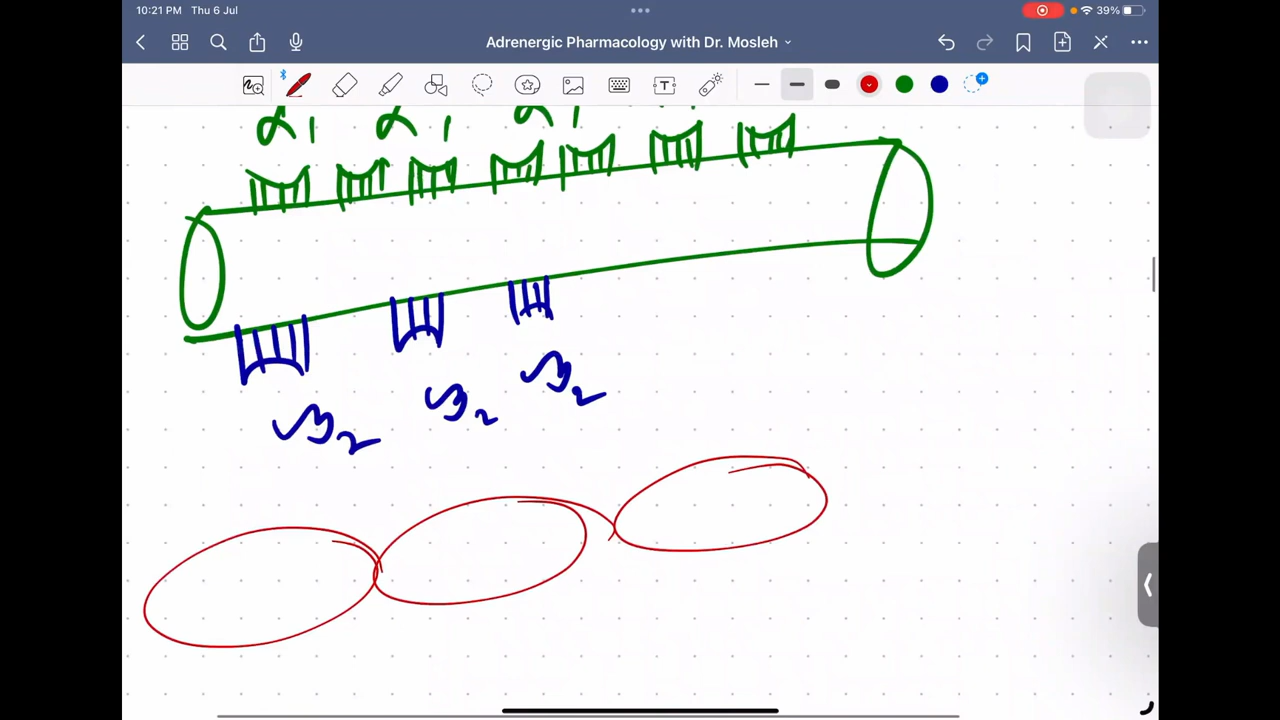 10:21 PM Thu 6 Jul 39%
Adrenergic Pharmacology with Dr. Mosleh
T
α1 α1 α1
β2 β2 β2